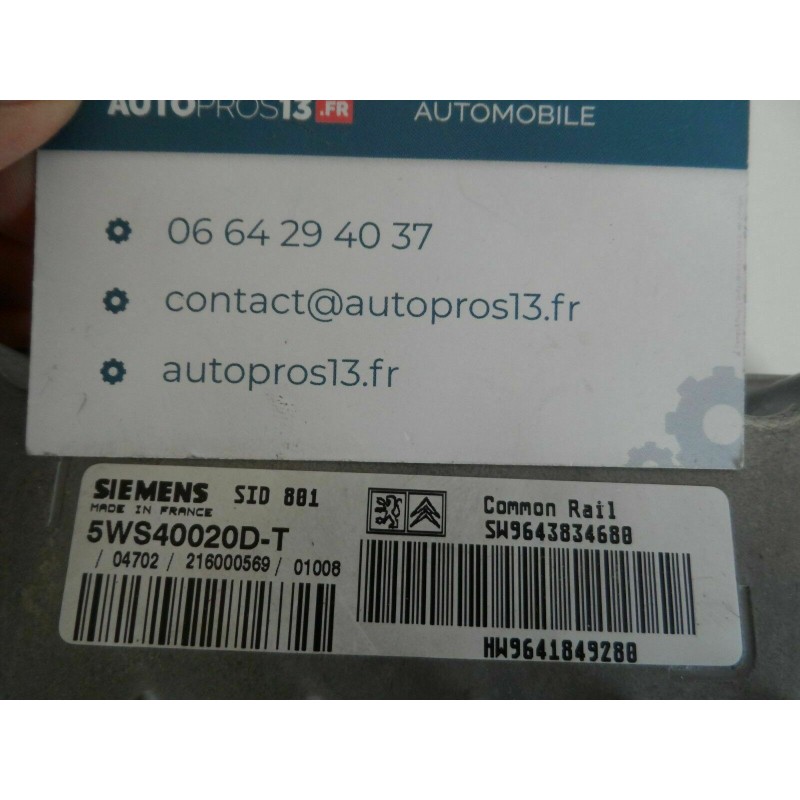 AUTOPROS13 .FR
AUTOMOBILE
06 64 29 40 37
contact@autopros13.fr
autopros13.fr
SIEMENS SID 801
MADE IN FRANCE
5WS40020D-T
/ 04702 / 216000569 / 01008
Common Rail
SW9643834680
HW9641849280